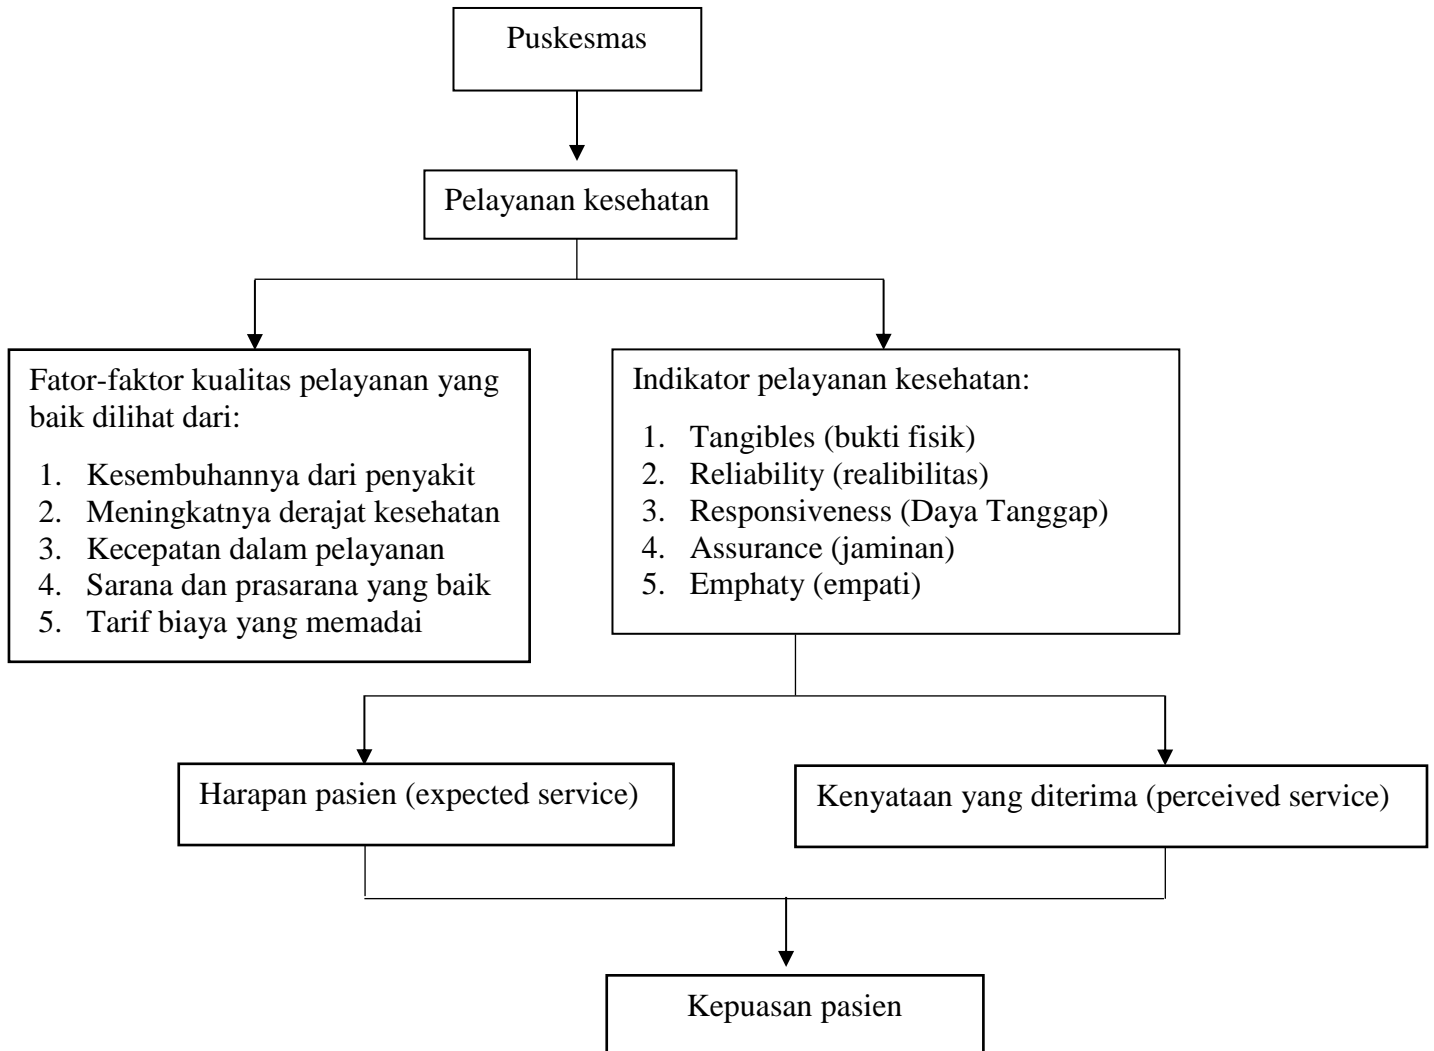 Puskesmas
Pelayanan kesehatan
Fator-faktor kualitas pelayanan yang
baik dilihat dari:
1. Kesembuhannya dari penyakit
2. Meningkatnya derajat kesehatan
3. Kecepatan dalam pelayanan
4. Sarana dan prasarana yang baik
5. Tarif biaya yang memadai
Indikator pelayanan kesehatan:
1. Tangibles (bukti fisik)
2. Reliability (realibilitas)
3. Responsiveness (Daya Tanggap)
4. Assurance (jaminan)
5. Emphaty (empati)
Harapan pasien (expected service)
Kenyataan yang diterima (perceived service)
Kepuasan pasien